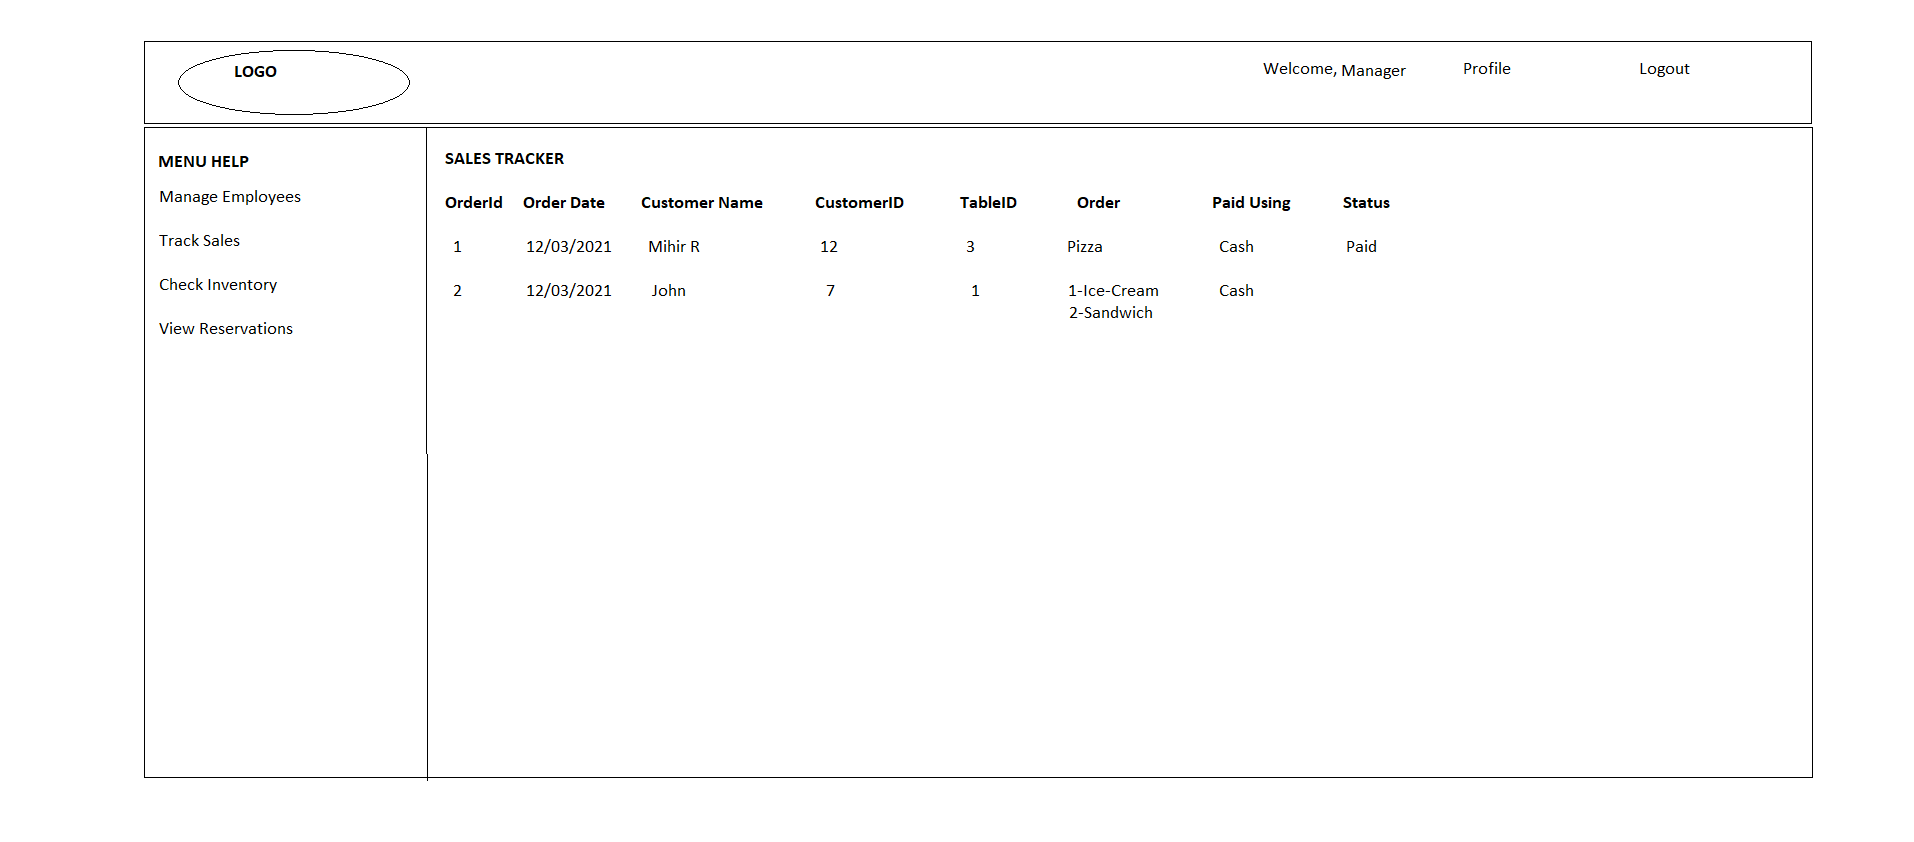 LOGO
Welcome, Manager Profile Logout
MENU HELP
Manage Employees
Track Sales
Check Inventory
View Reservations
SALES TRACKER
OrderId Order Date Customer Name CustomerID TableID Order Paid Using Status
1 12/03/2021 Mihir R 12 3 Pizza Cash Paid
2 12/03/2021 John 7 1 1-Ice-Cream Cash
2-Sandwich